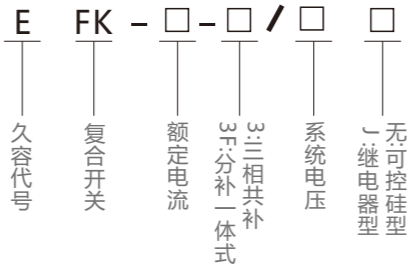 E FK - □ - □ / □ □
久容代号
复合开关
额定电流
3:三相共补
3F:分补一体式
系统电压
无:可控硅型
J:继电器型